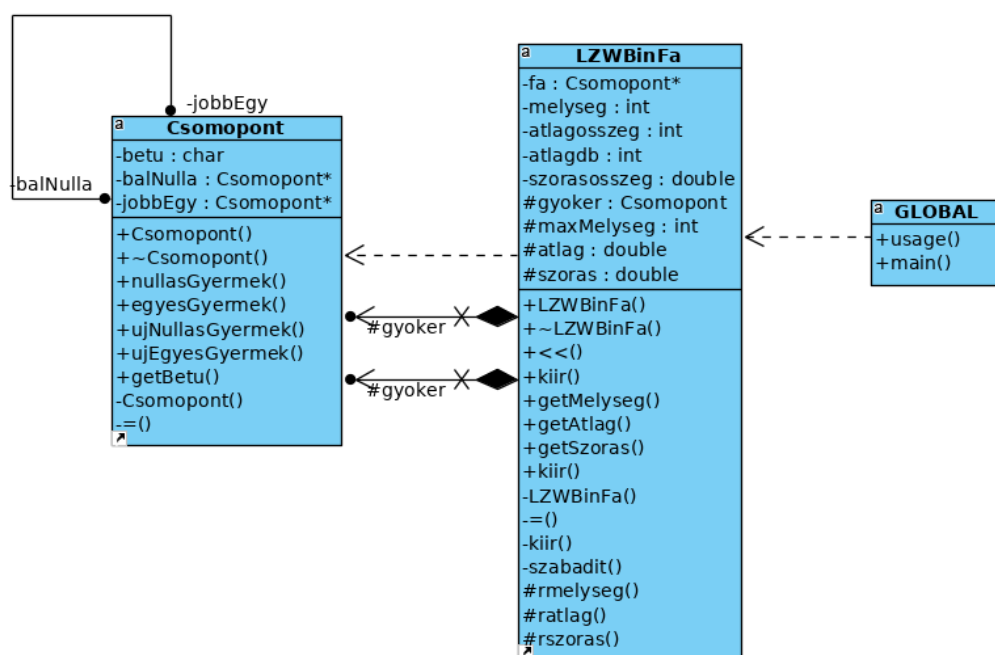 -jobbEgy
-balNulla
a
Csomopont
-betu : char
-balNulla : Csomopont*
-jobbEgy : Csomopont*
+Csomopont()
+~Csomopont()
+nullasGyermek()
+egyesGyermek()
+ujNullasGyermek()
+ujEgyesGyermek()
+getBetu()
-Csomopont()
-=()
#gyoker
#gyoker
a
LZWBinFa
-fa : Csomopont*
-melyseg : int
-atlagosszeg : int
-atlagdb : int
-szorasosszeg : double
#gyoker : Csomopont
#maxMelyseg : int
#atlag : double
#szoras : double
+LZWBinFa()
+~LZWBinFa()
+<<()
+kiir()
+getMelyseg()
+getAtlag()
+getSzoras()
+kiir()
-LZWBinFa()
-=()
-kiir()
-szabadit()
#rmelyseg()
#ratlag()
#rszoras()
a
GLOBAL
+usage()
+main()